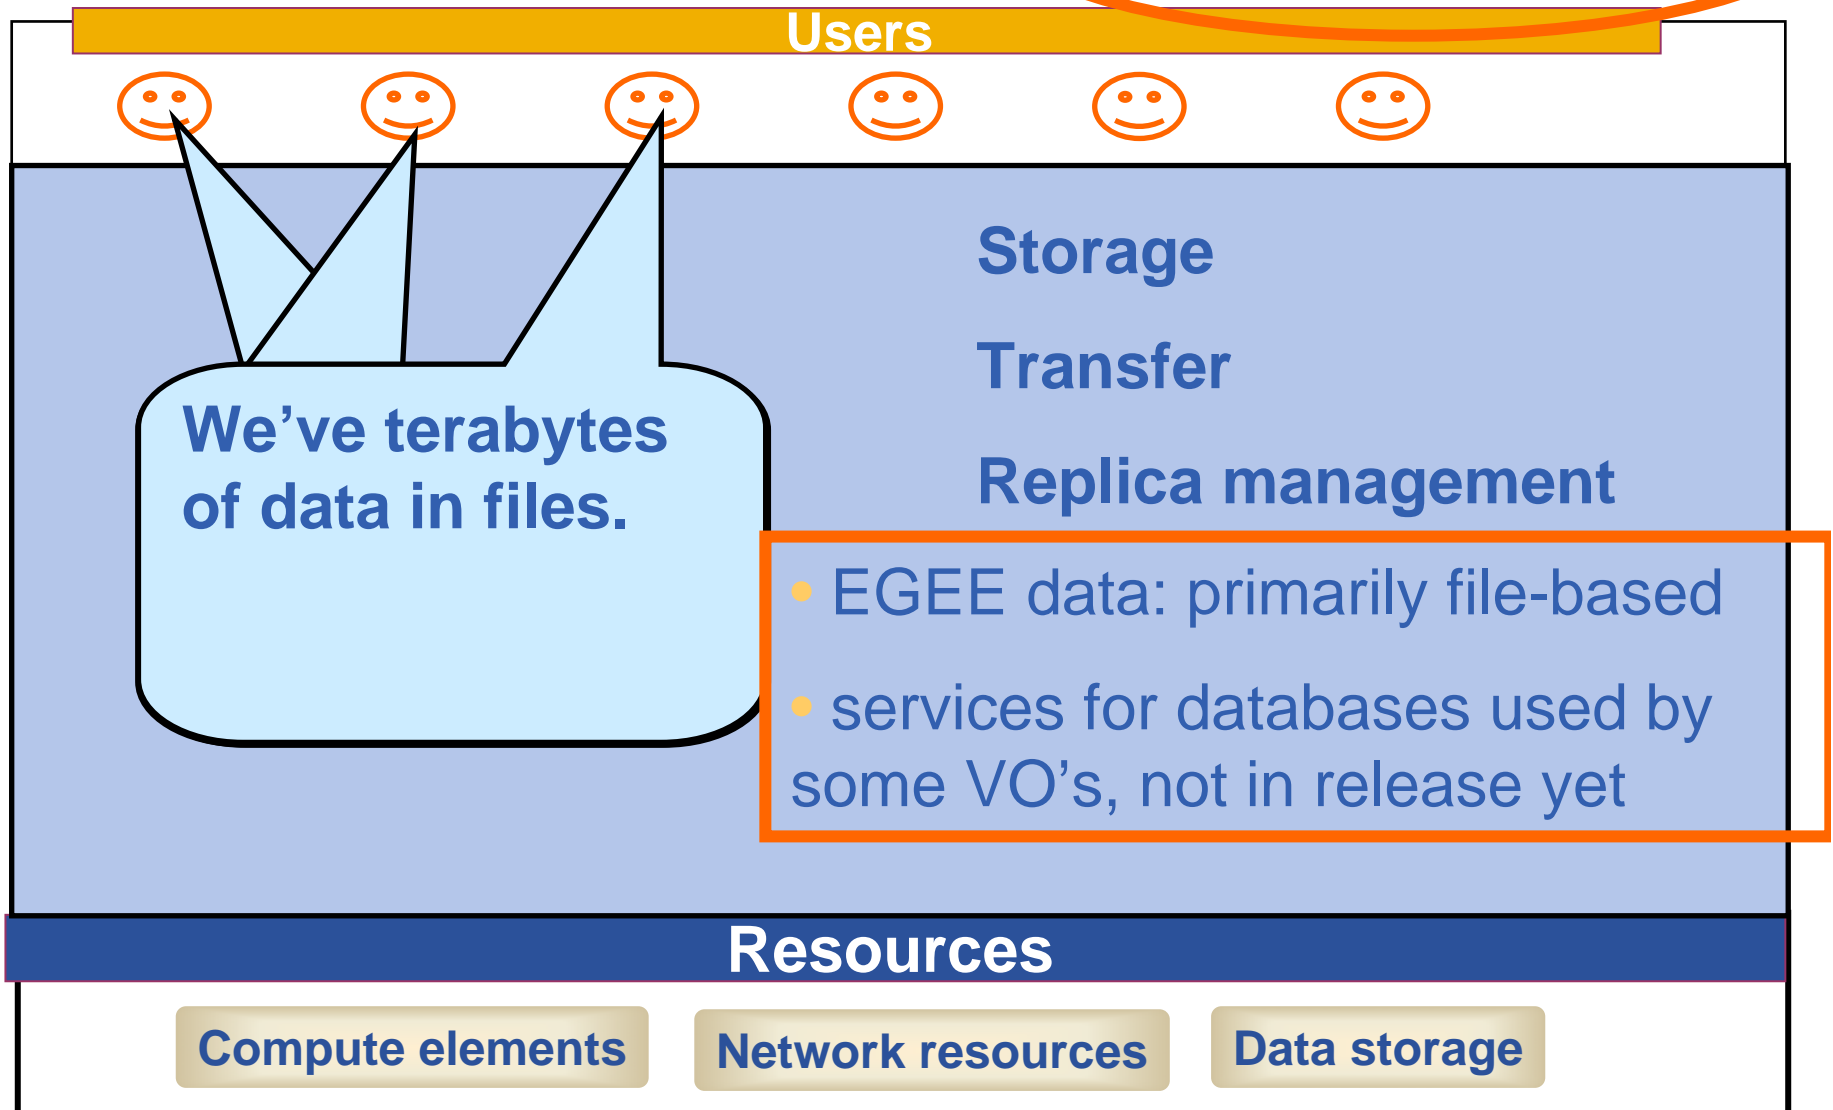 Users
We’ve terabytes
of data in files.
Storage
Transfer
Replica management
• EGEE data: primarily file-based
• services for databases used by
some VO’s, not in release yet
Resources
Compute elements
Network resources
Data storage